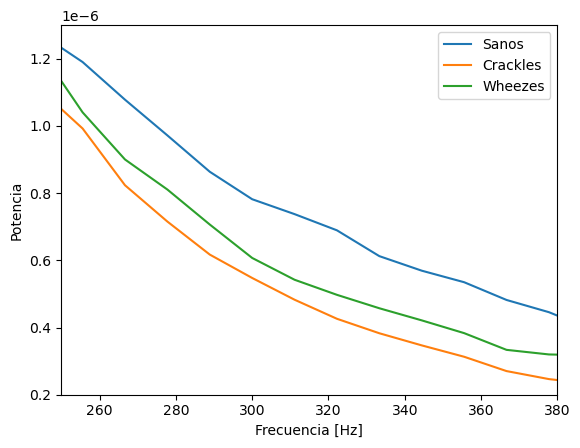 1e−6
Sanos
Crackles
Wheezes
1.2
1.0
0.8
0.6
0.4
0.2
Potencia
260
280
300
320
340
360
380
Frecuencia [Hz]